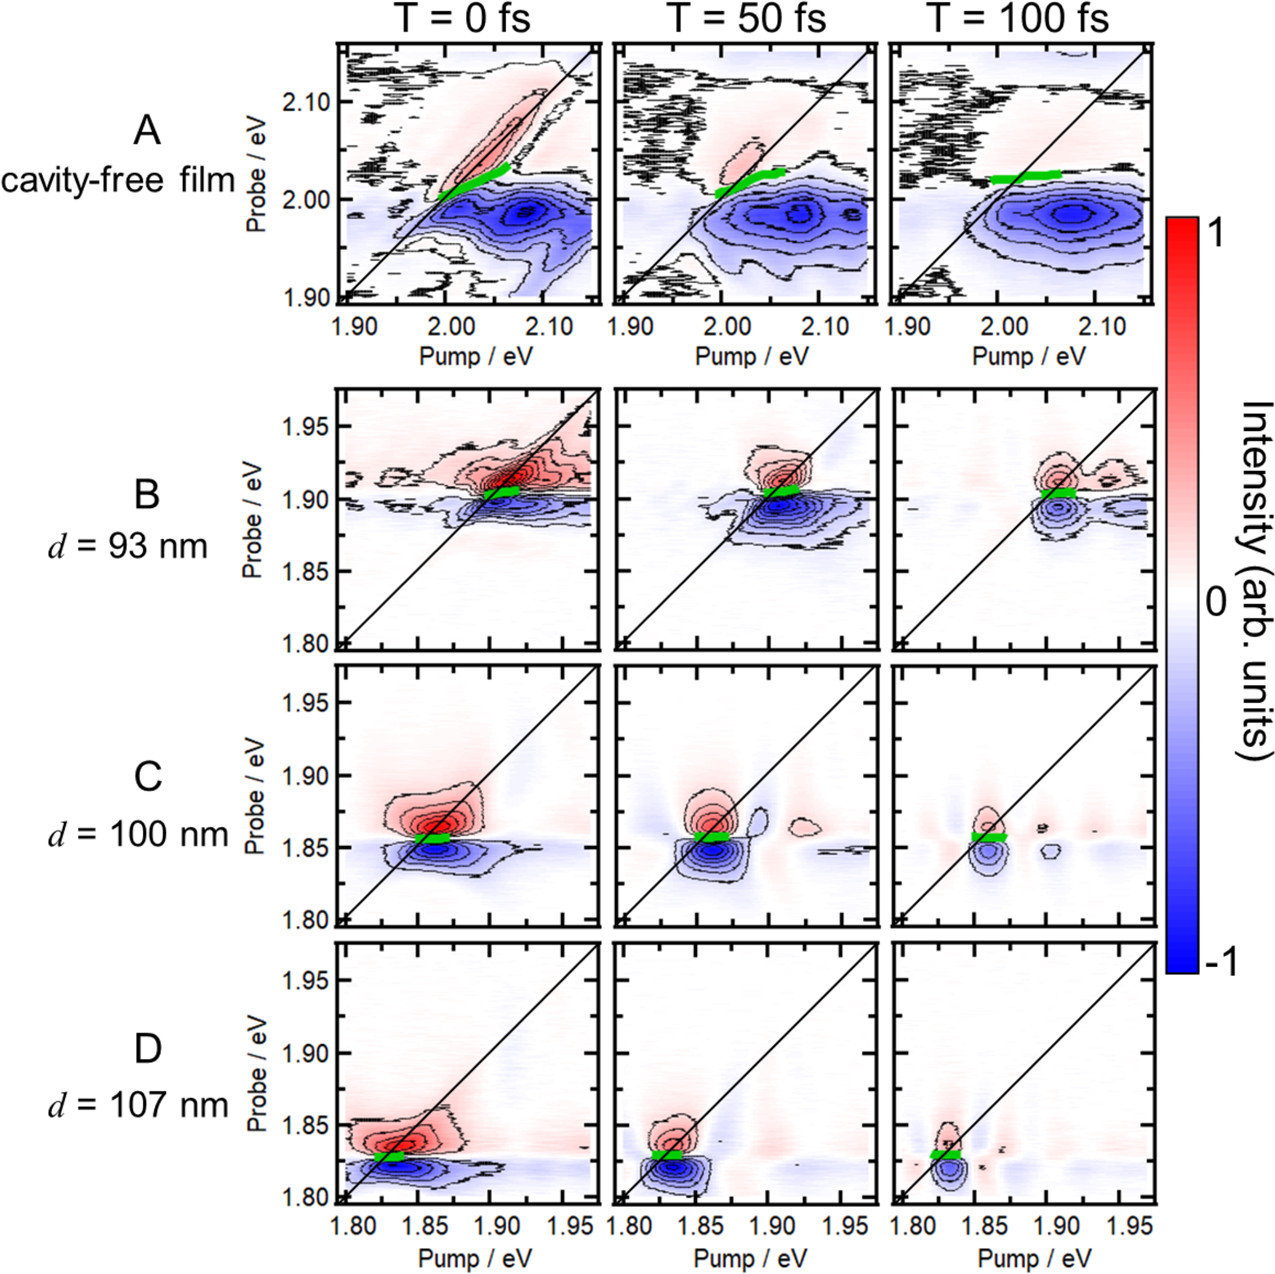 T = 0 fs T = 50 fs T = 100 fs
A
cavity-free film
Probe / eV
2.10
2.00
1.90
1.90 2.00 2.10 1.90 2.00 2.10 1.90 2.00 2.10
Pump / eV Pump / eV Pump / eV
B
d = 93 nm
Probe / eV
1.95
1.90
1.85
1.80
C
d = 100 nm
Probe / eV
1.95
1.90
1.85
1.80
D
d = 107 nm
Probe / eV
1.95
1.90
1.85
1.80
1.80 1.85 1.90 1.95 1.80 1.85 1.90 1.95 1.80 1.85 1.90 1.95
Pump / eV Pump / eV Pump / eV
1
0
-1
Intensity (arb. units)